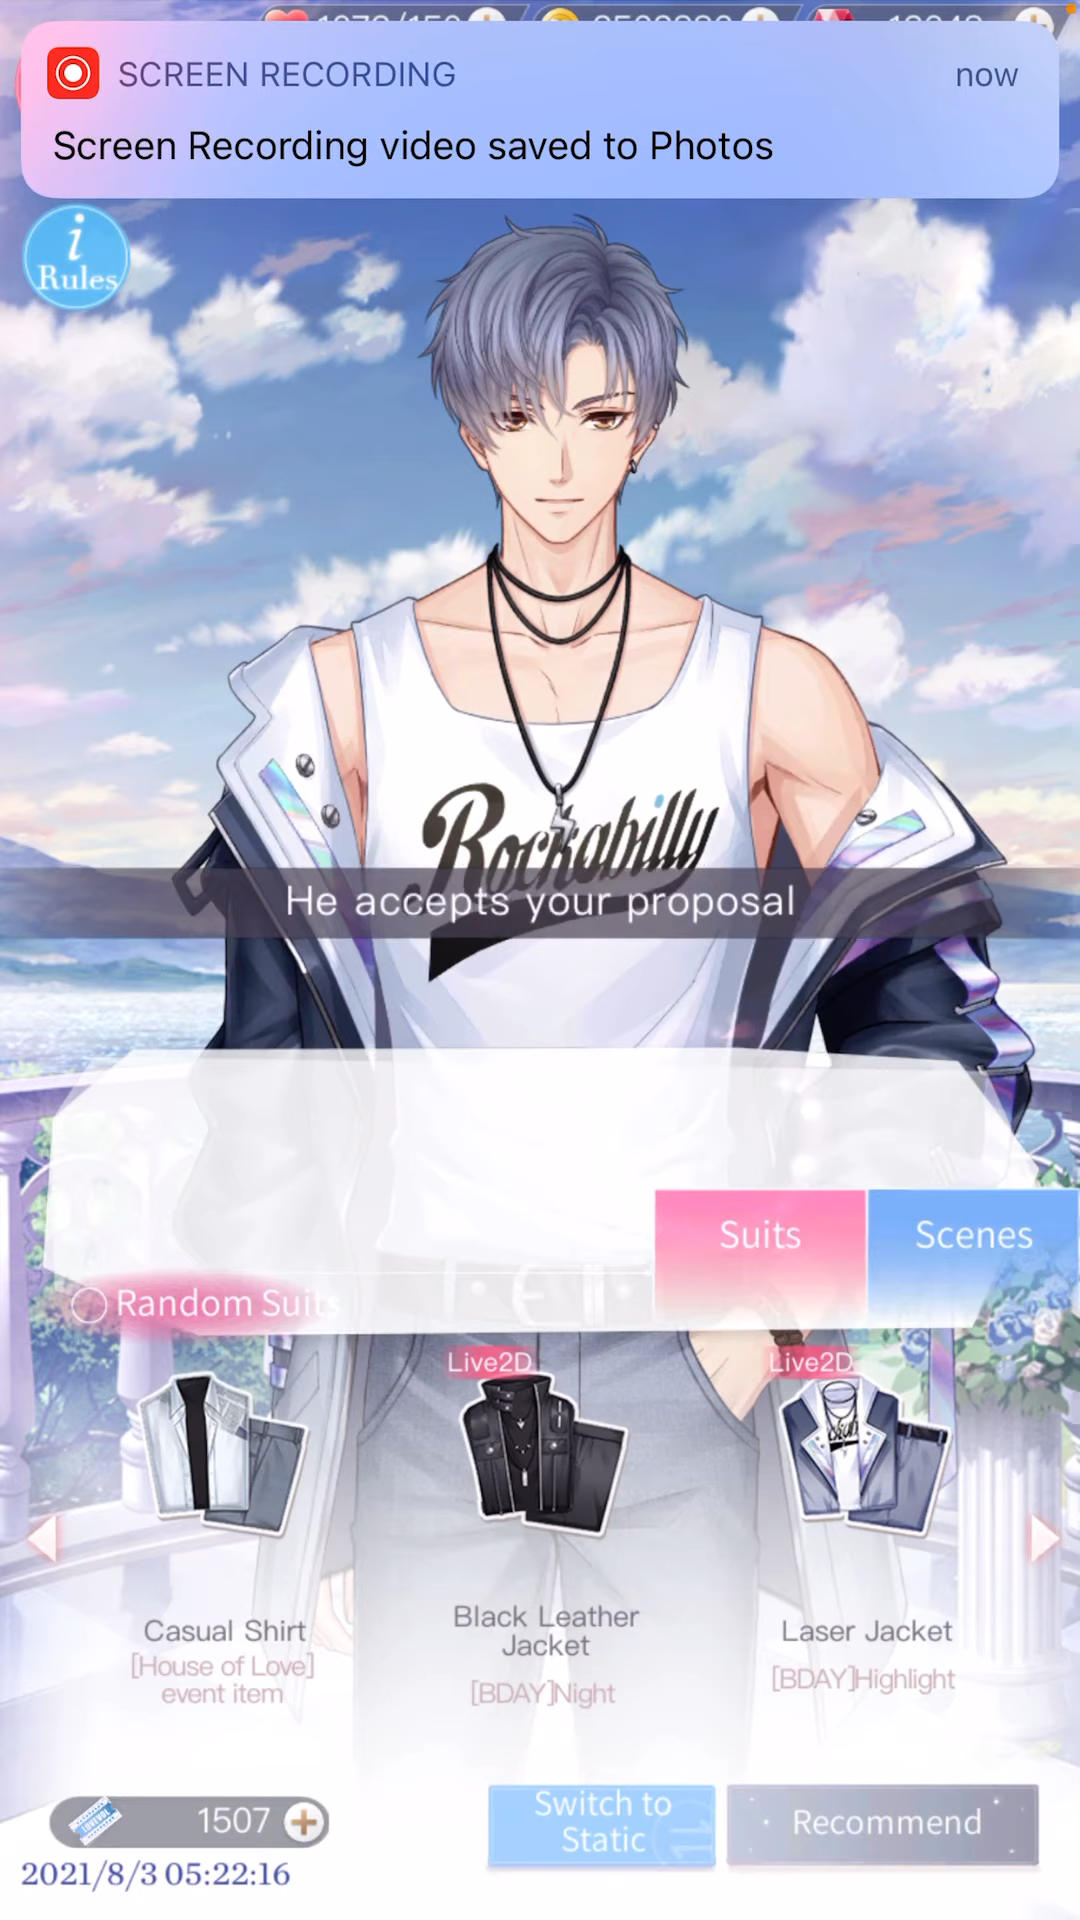 SCREEN RECORDING
now
Screen Recording video saved to Photos
i
Rules
Rockabilly
He accepts your proposal
Suits
Scenes
Random Suits
Live2D
Live2D
Casual Shirt
[House of Love]
event item
Black Leather
Jacket
[BDAY]Night
Laser Jacket
[BDAY]Highlight
1507
Switch to
Static
Recommend
2021/8/3 05:22:16